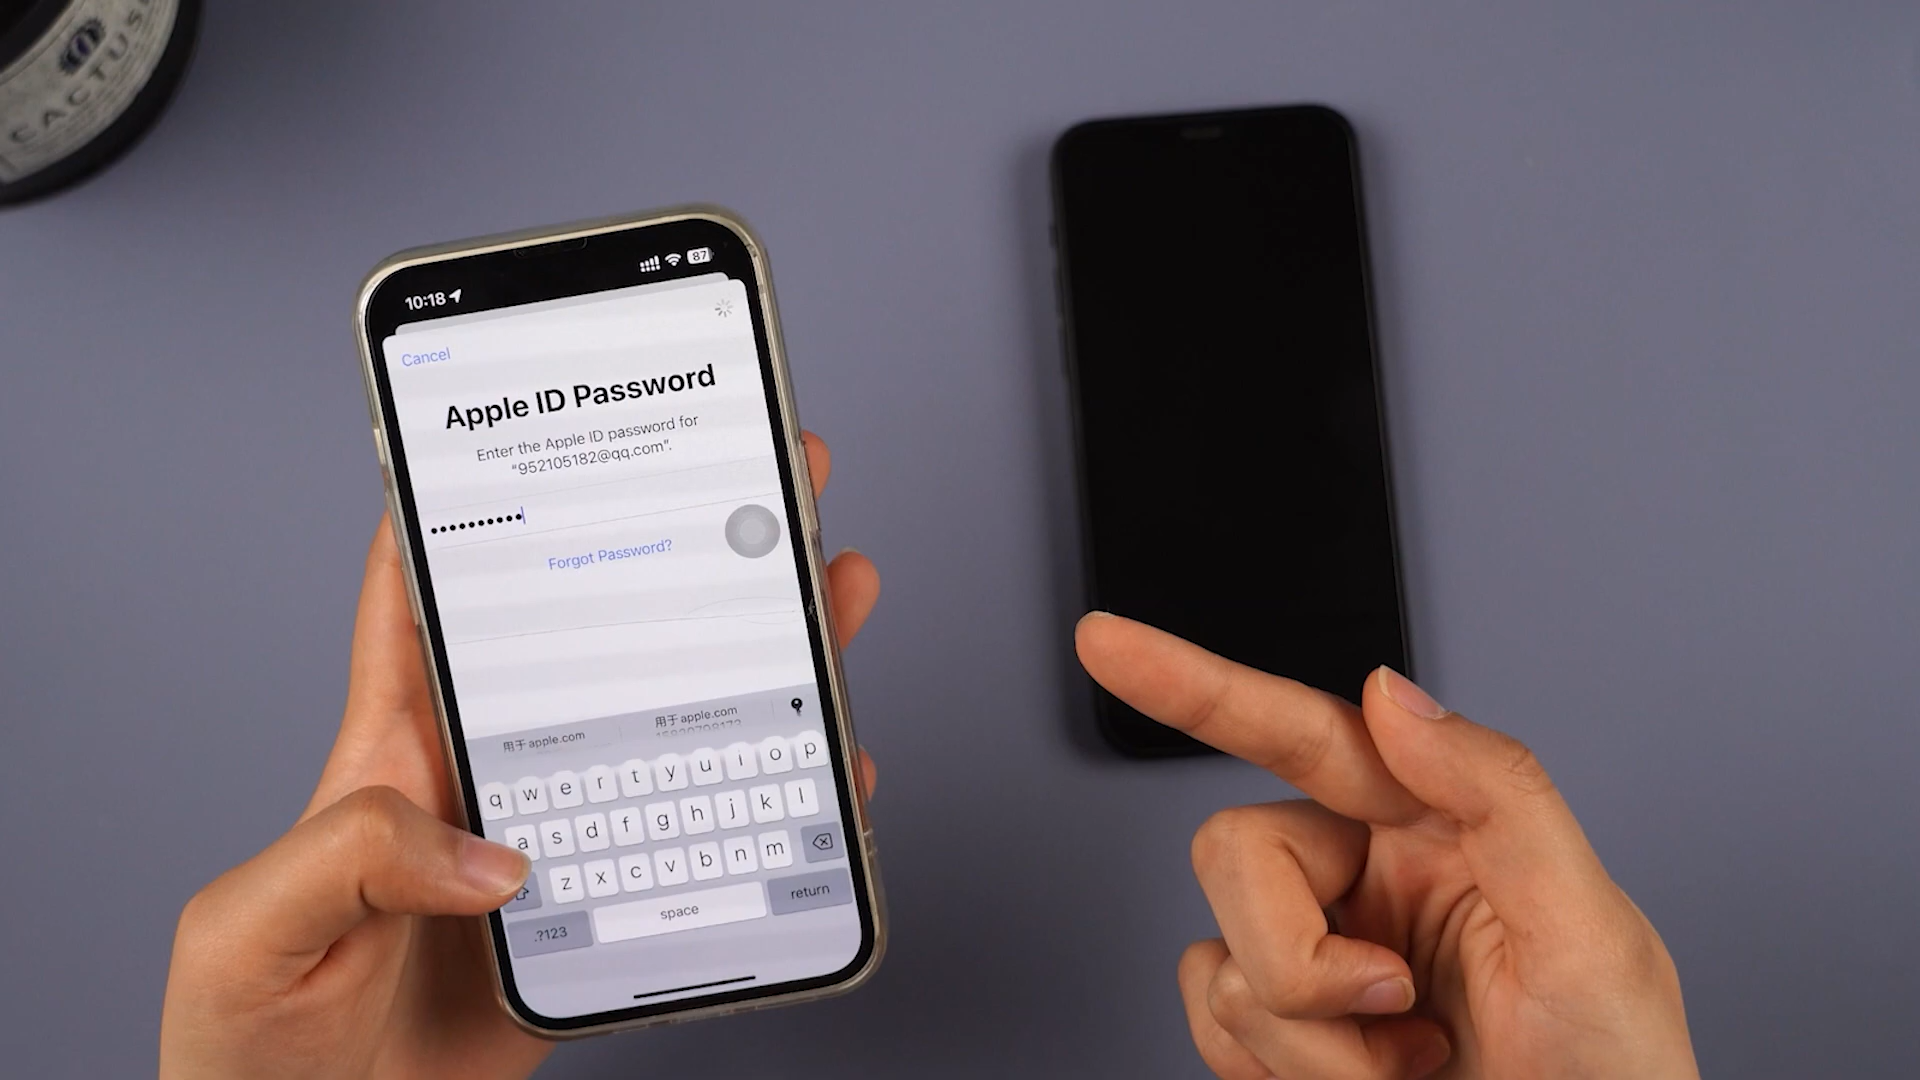 CACTUS
10:18
87
Cancel
Apple ID Password
Enter the Apple ID password for
“952105182@qq.com”.
••••••••••
Forgot Password?
用于 apple.com
用于 apple.com
q w e r t y u i o p
a s d f g h j k l
z x c v b n m
.?123
space
return